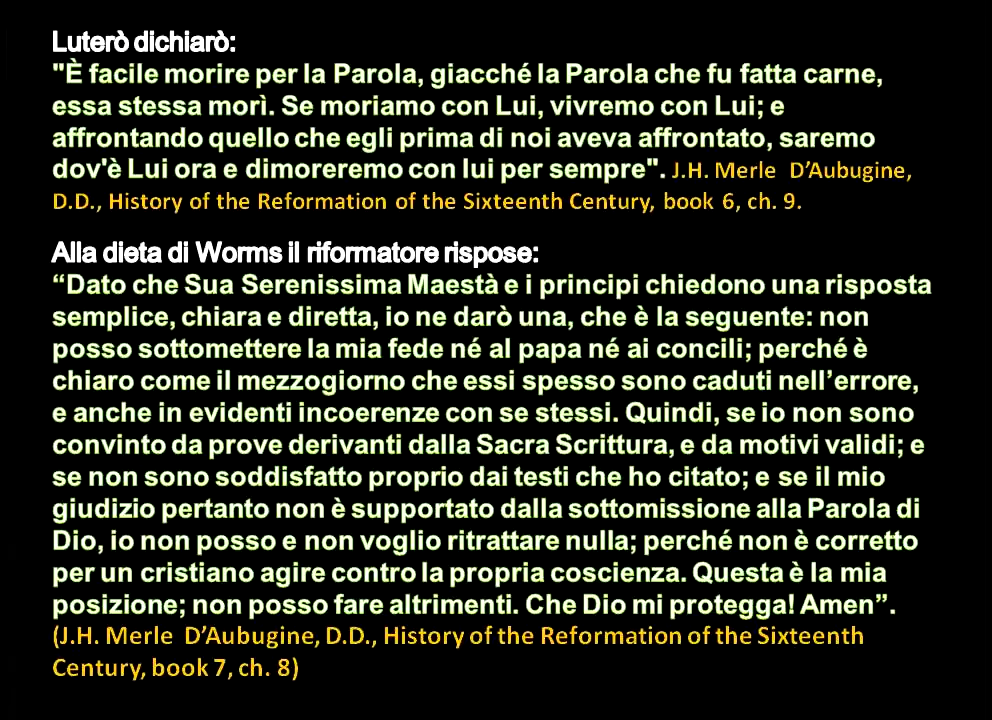 Luterò dichiarò:
"È facile morire per la Parola, giacché la Parola che fu fatta carne,
essa stessa morì. Se moriamo con Lui, vivremo con Lui; e
affrontando quello che egli prima di noi aveva affrontato, saremo
dov'è Lui ora e dimoreremo con lui per sempre". J.H. Merle D’Aubugine,
D.D., History of the Reformation of the Sixteenth Century, book 6, ch. 9.
Alla dieta di Worms il riformatore rispose:
“Dato che Sua Serenissima Maestà e i principi chiedono una risposta
semplice, chiara e diretta, io ne darò una, che è la seguente: non
posso sottomettere la mia fede né al papa né ai concili; perché è
chiaro come il mezzogiorno che essi spesso sono caduti nell’errore,
e anche in evidenti incoerenze con se stessi. Quindi, se io non sono
convinto da prove derivanti dalla Sacra Scrittura, e da motivi validi; e
se non sono soddisfatto proprio dai testi che ho citato; e se il mio
giudizio pertanto non è supportato dalla sottomissione alla Parola di
Dio, io non posso e non voglio ritrattare nulla; perché non è corretto
per un cristiano agire contro la propria coscienza. Questa è la mia
posizione; non posso fare altrimenti. Che Dio mi protegga! Amen”.
(J.H. Merle D’Aubugine, D.D., History of the Reformation of the Sixteenth
Century, book 7, ch. 8)